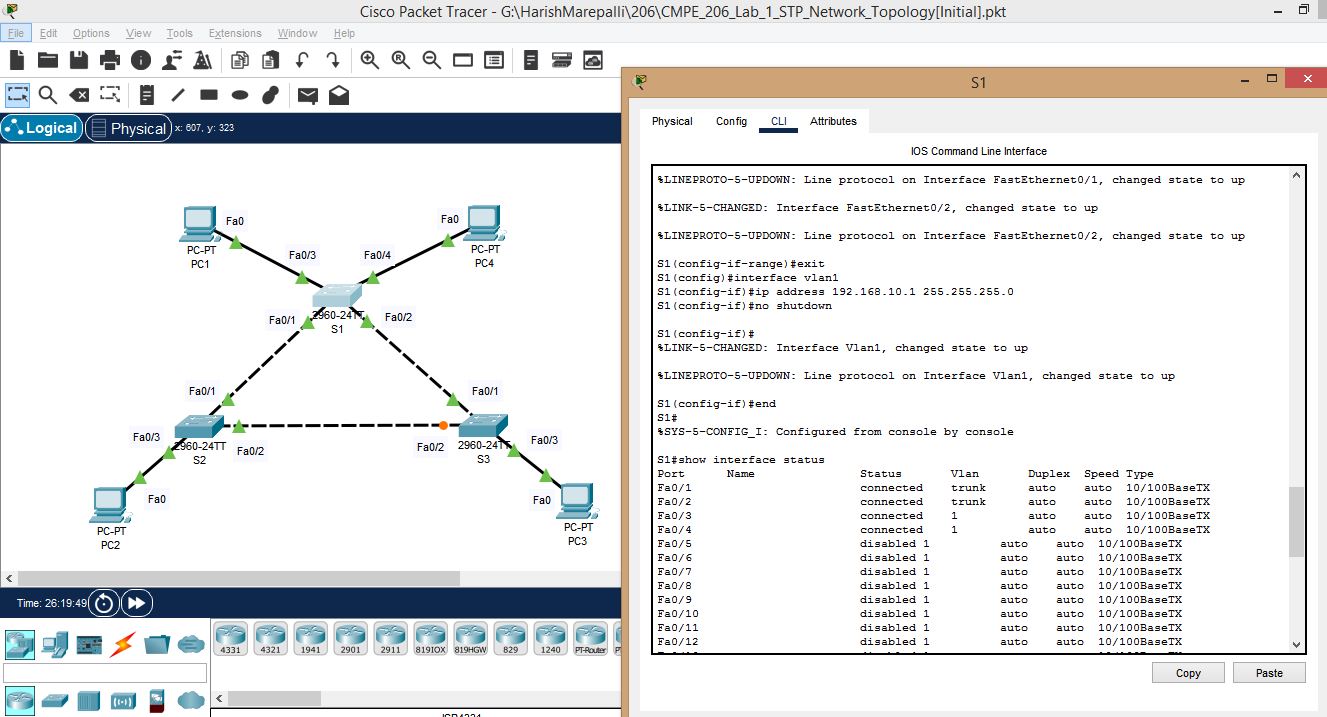 Cisco Packet Tracer - G:\HarishMarepalli\206\CMPE_206_Lab_1_STP_Network_Topology[Initial].pkt
File Edit Options View Tools Extensions Window Help
Logical Physical x: 607, y: 323
Fa0
PC-PT
PC1
Fa0
PC-PT
PC4
Fa0/3
Fa0/4
2960-24TT
S1
Fa0/1
Fa0/2
Fa0/1
Fa0/1
Fa0/3
2960-24TT
S2
Fa0/2
Fa0/2
2960-24TT
S3
Fa0/3
Fa0
PC-PT
PC2
Fa0
PC-PT
PC3
Time: 26:19:49
4331 4321 1941 2901 2911 819IOX 819HGW 829 1240 PT-Router
S1
Physical Config CLI Attributes
IOS Command Line Interface
%LINEPROTO-5-UPDOWN: Line protocol on Interface FastEthernet0/1, changed state to up
%LINK-5-CHANGED: Interface FastEthernet0/2, changed state to up
%LINEPROTO-5-UPDOWN: Line protocol on Interface FastEthernet0/2, changed state to up
S1(config-if-range)#exit
S1(config)#interface vlan1
S1(config-if)#ip address 192.168.10.1 255.255.255.0
S1(config-if)#no shutdown
S1(config-if)#
%LINK-5-CHANGED: Interface Vlan1, changed state to up
%LINEPROTO-5-UPDOWN: Line protocol on Interface Vlan1, changed state to up
S1(config-if)#end
S1#
%SYS-5-CONFIG_I: Configured from console by console
S1#show interface status
Port Name Status Vlan Duplex Speed Type
Fa0/1 connected trunk auto auto 10/100BaseTX
Fa0/2 connected trunk auto auto 10/100BaseTX
Fa0/3 connected 1 auto auto 10/100BaseTX
Fa0/4 connected 1 auto auto 10/100BaseTX
Fa0/5 disabled 1 auto auto 10/100BaseTX
Fa0/6 disabled 1 auto auto 10/100BaseTX
Fa0/7 disabled 1 auto auto 10/100BaseTX
Fa0/8 disabled 1 auto auto 10/100BaseTX
Fa0/9 disabled 1 auto auto 10/100BaseTX
Fa0/10 disabled 1 auto auto 10/100BaseTX
Fa0/11 disabled 1 auto auto 10/100BaseTX
Fa0/12 disabled 1 auto auto 10/100BaseTX
Copy Paste